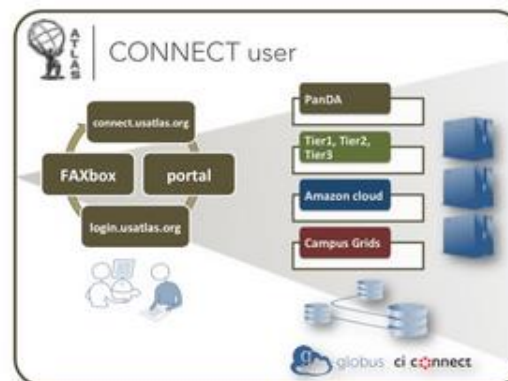 ATLAS
CONNECT user
connect.usatlas.org
FAXbox
portal
login.usatlas.org
PanDA
Tier1, Tier2,
Tier3
Amazon cloud
Campus Grids
g globus
ci connect